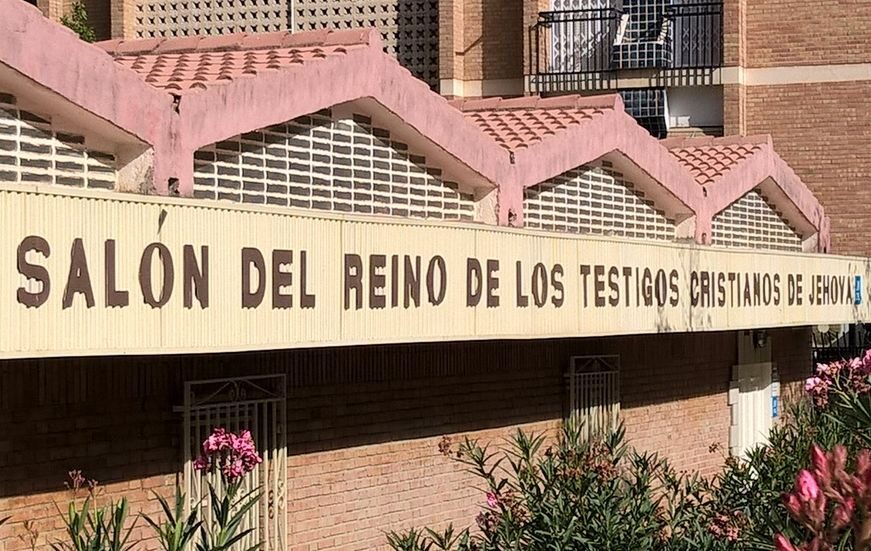 SALÓN DEL REINO DE LOS TESTIGOS CRISTIANOS DE JEHOVÁ